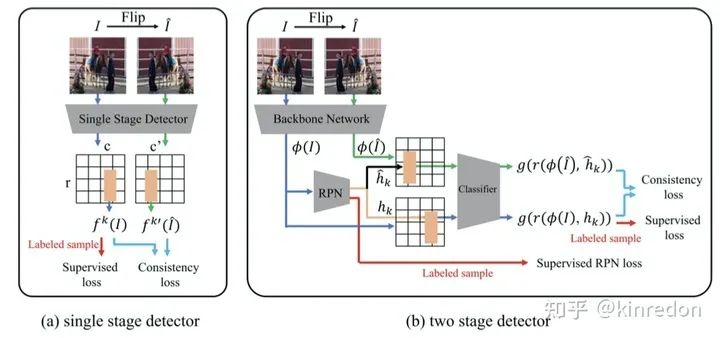 I Flip Î
Single Stage Detector
c c'
r
f^k(I) f^k'(Î)
Labeled sample
Supervised loss
Consistency loss
(a) single stage detector
I Flip Î
Backbone Network
ϕ(I) ϕ(Î)
RPN
ĥ_k
h_k
Classifier
g(r(ϕ(Î), ĥ_k))
g(r(ϕ(I), h_k))
Consistency loss
Labeled sample
Supervised loss
Labeled sample
Supervised RPN loss
(b) two stage detector
知乎 @kinredon